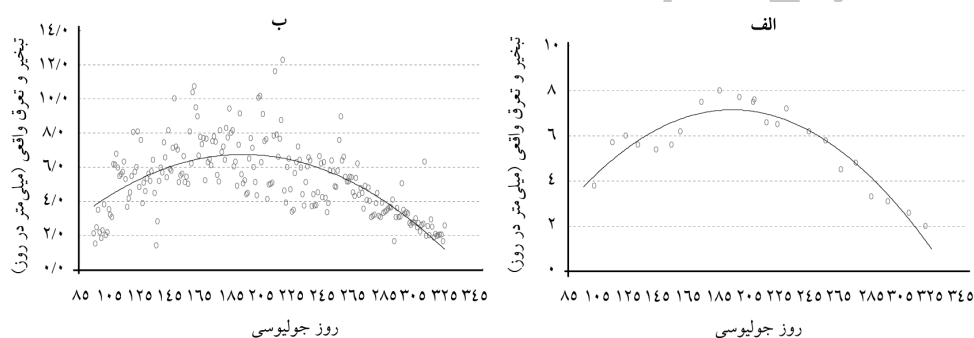 الف
تبخیر و تعرق واقعی (میلی‌متر در روز)
۱۰
۸
۶
۴
۲
۰
۸۵ ۱۰۵ ۱۲۵ ۱۴۵ ۱۶۵ ۱۸۵ ۲۰۵ ۲۲۵ ۲۴۵ ۲۶۵ ۲۸۵ ۳۰۵ ۳۲۵ ۳۴۵
روز جولیوسی
ب
تبخیر و تعرق واقعی (میلی‌متر در روز)
۱۴/۰
۱۲/۰
۱۰/۰
۸/۰
۶/۰
۴/۰
۲/۰
۰/۰
۸۵ ۱۰۵ ۱۲۵ ۱۴۵ ۱۶۵ ۱۸۵ ۲۰۵ ۲۲۵ ۲۴۵ ۲۶۵ ۲۸۵ ۳۰۵ ۳۲۵ ۳۴۵
روز جولیوسی